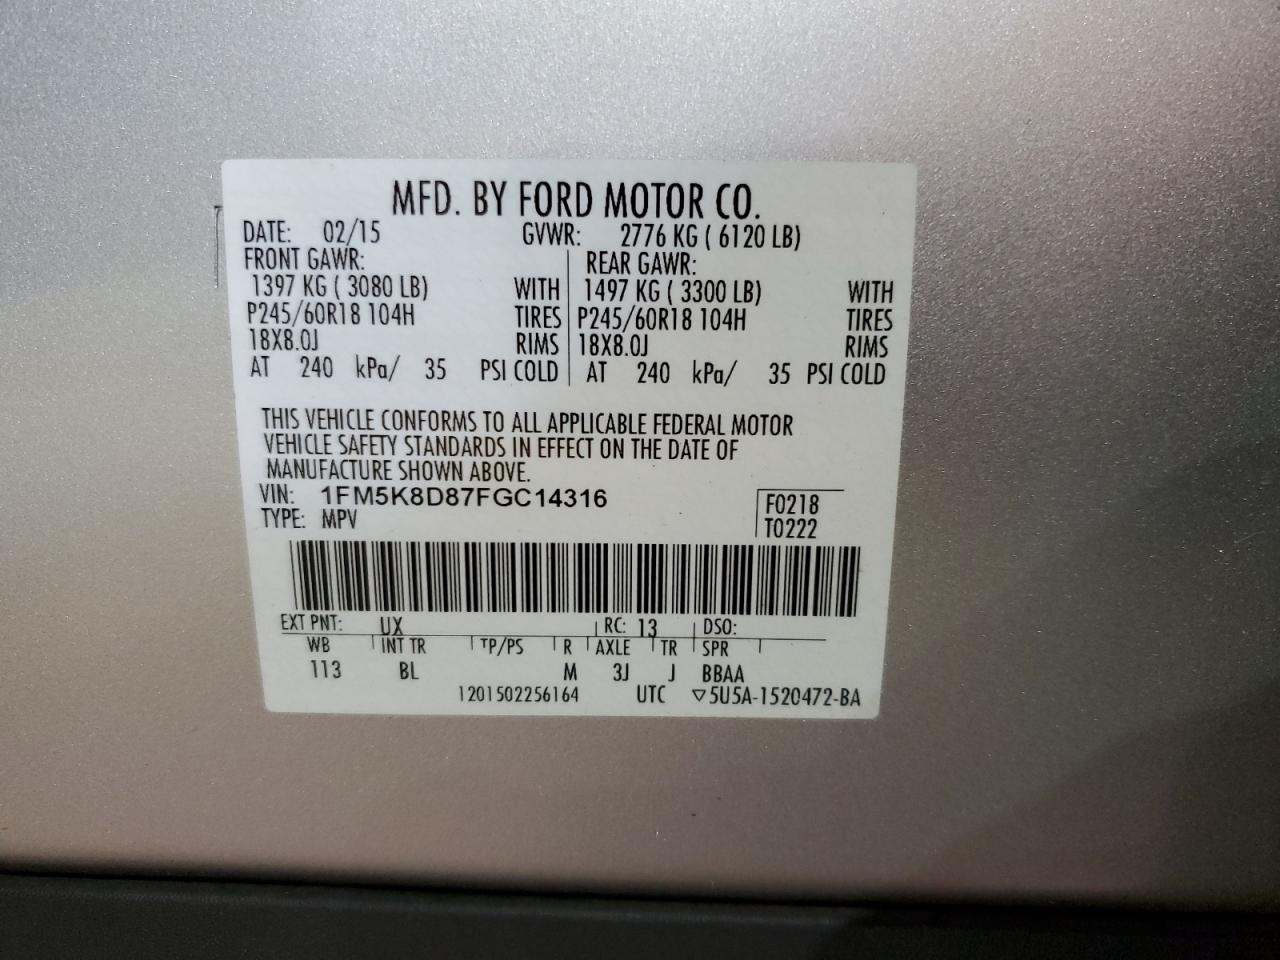 MFD. BY FORD MOTOR CO.
DATE: 02/15 GVWR: 2776 KG ( 6120 LB)
FRONT GAWR: REAR GAWR:
1397 KG ( 3080 LB) WITH 1497 KG ( 3300 LB) WITH
P245/60R18 104H TIRES P245/60R18 104H TIRES
18X8.0J RIMS 18X8.0J RIMS
AT 240 kPa/ 35 PSI COLD AT 240 kPa/ 35 PSI COLD
THIS VEHICLE CONFORMS TO ALL APPLICABLE FEDERAL MOTOR
VEHICLE SAFETY STANDARDS IN EFFECT ON THE DATE OF
MANUFACTURE SHOWN ABOVE.
VIN: 1FM5K8D87FGC14316 F0218
TYPE: MPV T0222
EXT PNT: UX RC: 13 DSO:
WB INT TR TP/PS R AXLE TR SPR
113 BL M 3J J BBAA
1201502256164 UTC ▽5U5A-1520472-BA